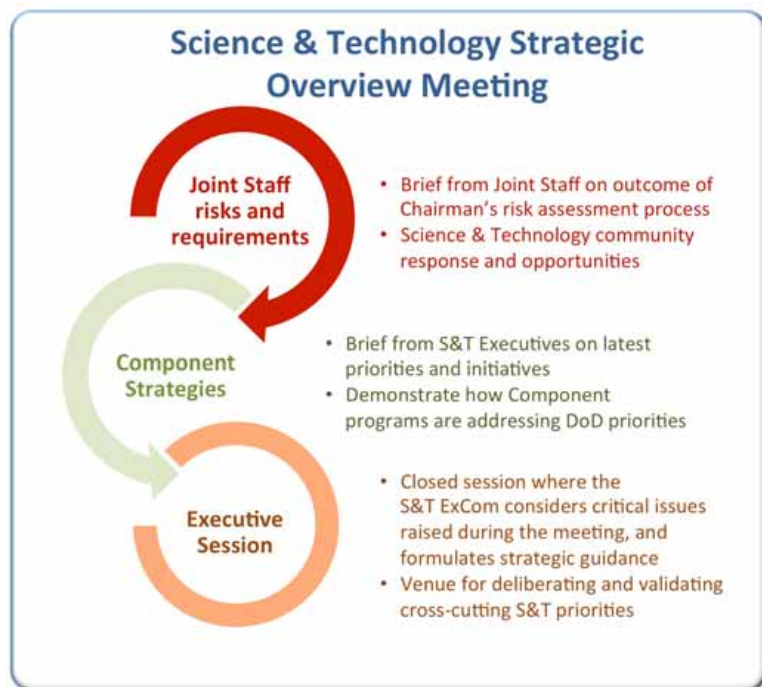 Science & Technology Strategic
Overview Meeting
Joint Staff
risks and
requirements
• Brief from Joint Staff on outcome of
Chairman's risk assessment process
• Science & Technology community
response and opportunities
Component
Strategies
• Brief from S&T Executives on latest
priorities and initiatives
• Demonstrate how Component
programs are addressing DoD priorities
Executive
Session
• Closed session where the
S&T ExCom considers critical issues
raised during the meeting, and
formulates strategic guidance
• Venue for deliberating and validating
cross-cutting S&T priorities